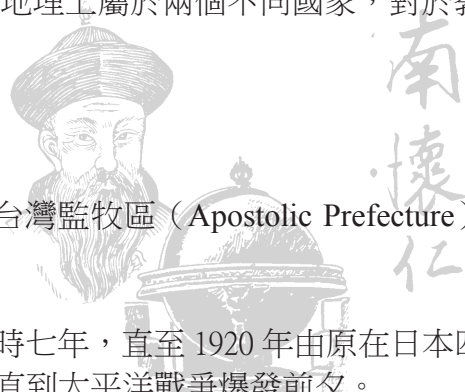 地理上屬於兩個不同國家，對於
台灣監牧區（Apostolic Prefecture）
時七年，直至 1920 年由原在日本四
直到太平洋戰爭爆發前夕。
南懷仁